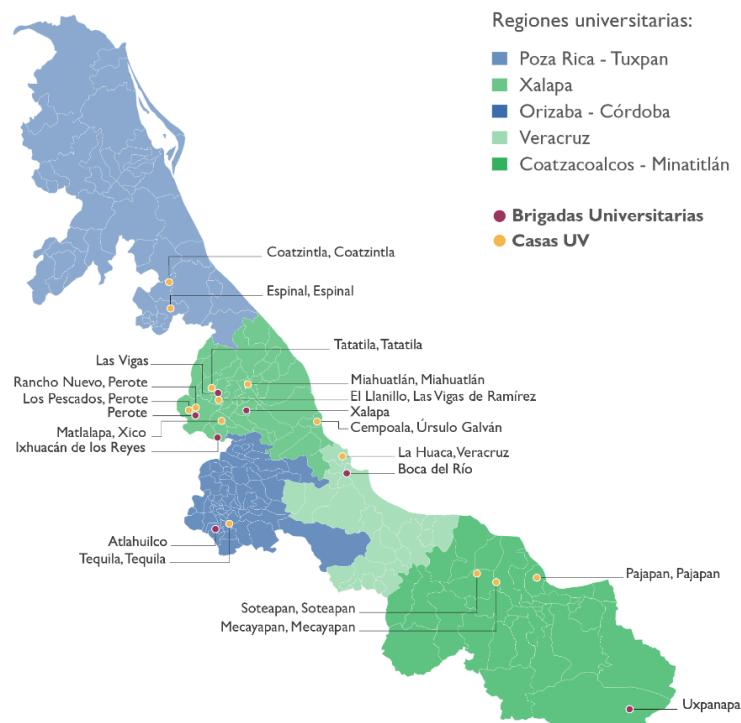 Regiones universitarias:
Poza Rica - Tuxpan
Xalapa
Orizaba - Córdoba
Veracruz
Coatzacoalcos - Minatitlán
Brigadas Universitarias
Casas UV
Coatzintla, Coatzintla
Espinal, Espinal
Tatatila, Tatatila
Las Vigas
Rancho Nuevo, Perote
Los Pescados, Perote
Perote
Matlalapa, Xico
Ixhuacán de los Reyes
Miahuatlán, Miahuatlán
El Llanillo, Las Vigas de Ramírez
Xalapa
Cempoala, Úrsulo Galván
La Huaca, Veracruz
Boca del Río
Atlahuilco
Tequila, Tequila
Pajapan, Pajapan
Soteapan, Soteapan
Mecayapan, Mecayapan
Uxpanapa